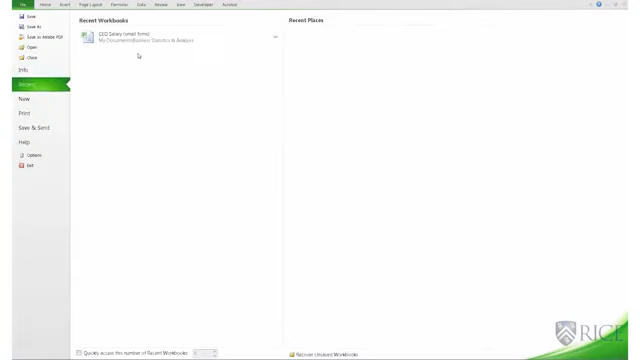 File Home Insert Page Layout Formulas Data Review View Developer Acrobat
Save
Save As
Save as Adobe PDF
Open
Close
Info
Recent
New
Print
Save & Send
Help
Options
Exit
Recent Workbooks
CEO Salary (small firms)
My Documents\Business Statistics & Analysis
Quickly access this number of Recent Workbooks:
Recent Places
Recover Unsaved Workbooks
RICE